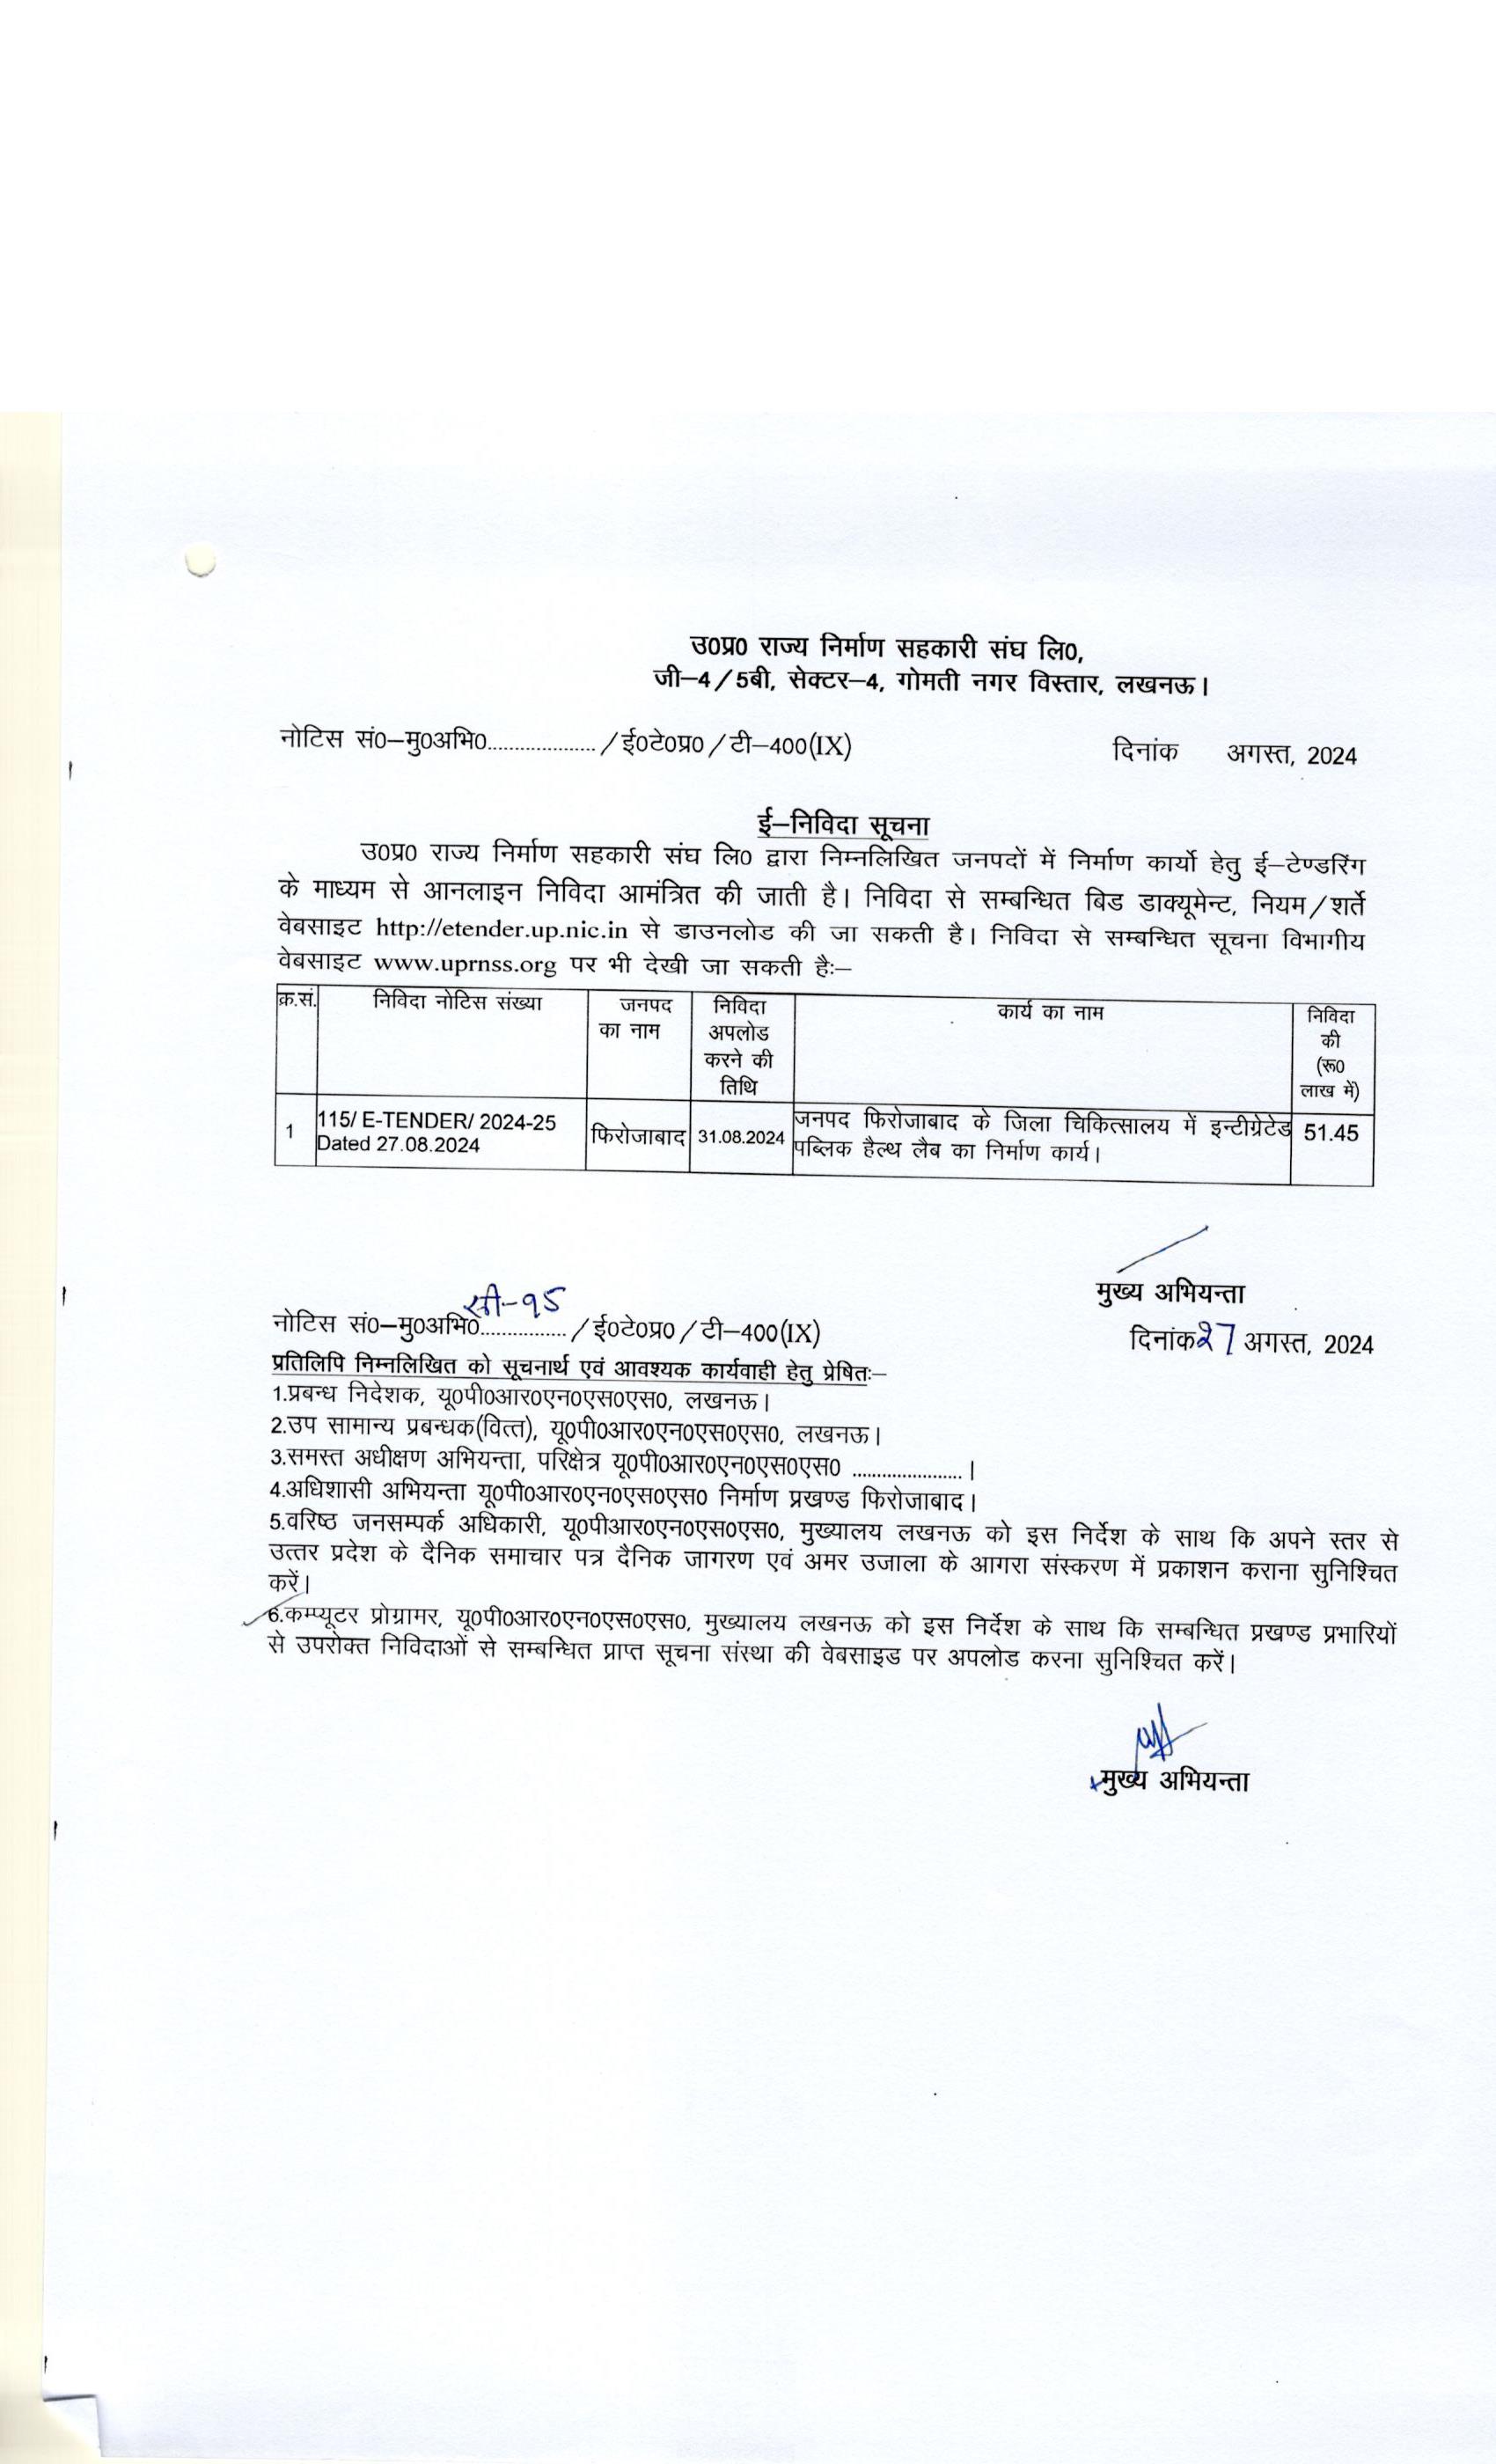 उ0प्र0 राज्य निर्माण सहकारी संघ लि0,
जी–4/5बी, सेक्टर–4, गोमती नगर विस्तार, लखनऊ।
नोटिस सं0–मु0अभि0.................. /ई0टे0प्र0/टी–400(IX) दिनांक अगस्त, 2024
ई–निविदा सूचना
उ0प्र0 राज्य निर्माण सहकारी संघ लि0 द्वारा निम्नलिखित जनपदों में निर्माण कार्यो हेतु ई–टेण्डरिंग
के माध्यम से आनलाइन निविदा आमंत्रित की जाती है। निविदा से सम्बन्धित बिड डाक्यूमेन्ट, नियम/शर्ते
वेबसाइट http://etender.up.nic.in से डाउनलोड की जा सकती है। निविदा से सम्बन्धित सूचना विभागीय
वेबसाइट www.uprnss.org पर भी देखी जा सकती हैः–
क्र.सं. निविदा नोटिस संख्या जनपद का नाम निविदा अपलोड करने की तिथि कार्य का नाम निविदा की (रू0 लाख में)
1 115/ E-TENDER/ 2024-25 Dated 27.08.2024 फिरोजाबाद 31.08.2024 जनपद फिरोजाबाद के जिला चिकित्सालय में इन्टीग्रेटेड पब्लिक हैल्थ लैब का निर्माण कार्य। 51.45
मुख्य अभियन्ता
नोटिस सं0–मु0अभि0 सी-95 .............. /ई0टे0प्र0/टी–400(IX) दिनांक 27 अगस्त, 2024
प्रतिलिपि निम्नलिखित को सूचनार्थ एवं आवश्यक कार्यवाही हेतु प्रेषितः–
1.प्रबन्ध निदेशक, यू0पी0आर0एन0एस0एस0, लखनऊ।
2.उप सामान्य प्रबन्धक(वित्त), यू0पी0आर0एन0एस0एस0, लखनऊ।
3.समस्त अधीक्षण अभियन्ता, परिक्षेत्र यू0पी0आर0एन0एस0एस0 ...................... ।
4.अधिशासी अभियन्ता यू0पी0आर0एन0एस0एस0 निर्माण प्रखण्ड फिरोजाबाद।
5.वरिष्ठ जनसम्पर्क अधिकारी, यू0पीआर0एन0एस0एस0, मुख्यालय लखनऊ को इस निर्देश के साथ कि अपने स्तर से
उत्तर प्रदेश के दैनिक समाचार पत्र दैनिक जागरण एवं अमर उजाला के आगरा संस्करण में प्रकाशन कराना सुनिश्चित
करें।
6.कम्प्यूटर प्रोग्रामर, यू0पी0आर0एन0एस0एस0, मुख्यालय लखनऊ को इस निर्देश के साथ कि सम्बन्धित प्रखण्ड प्रभारियों
से उपरोक्त निविदाओं से सम्बन्धित प्राप्त सूचना संस्था की वेबसाइड पर अपलोड करना सुनिश्चित करें।
मुख्य अभियन्ता